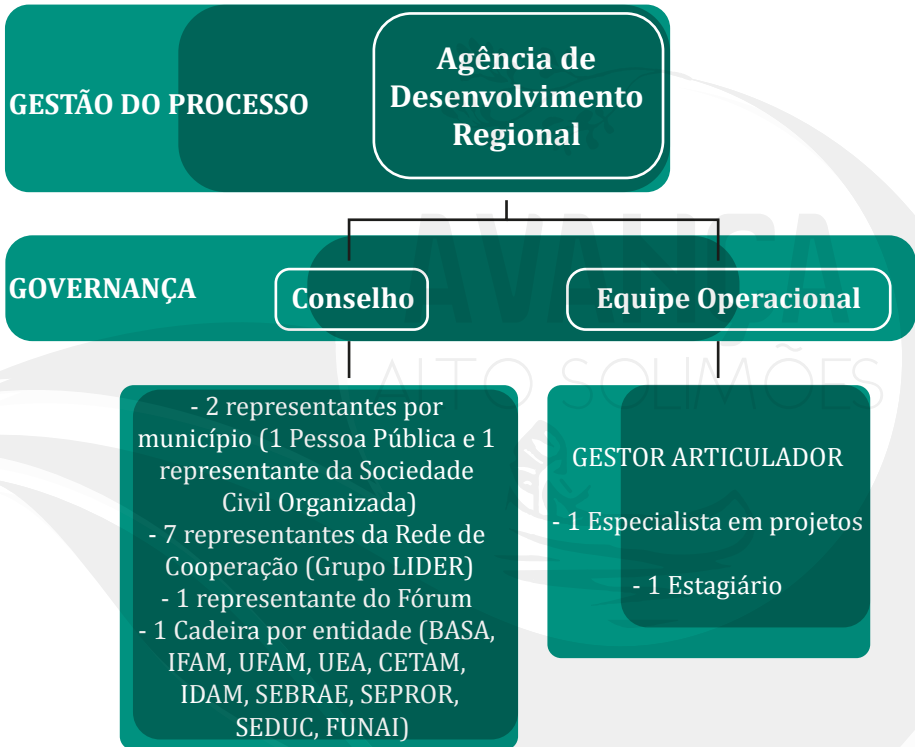 Agência de
Desenvolvimento
Regional
GESTÃO DO PROCESSO
AVANÇA
ALTO SOLIMÕES
GOVERNANÇA
Conselho
Equipe Operacional
- 2 representantes por
município (1 Pessoa Pública e 1
representante da Sociedade
Civil Organizada)
- 7 representantes da Rede de
Cooperação (Grupo LIDER)
- 1 representante do Fórum
- 1 Cadeira por entidade (BASA,
IFAM, UFAM, UEA, CETAM,
IDAM, SEBRAE, SEPROR,
SEDUC, FUNAI)
GESTOR ARTICULADOR
- 1 Especialista em projetos
- 1 Estagiário